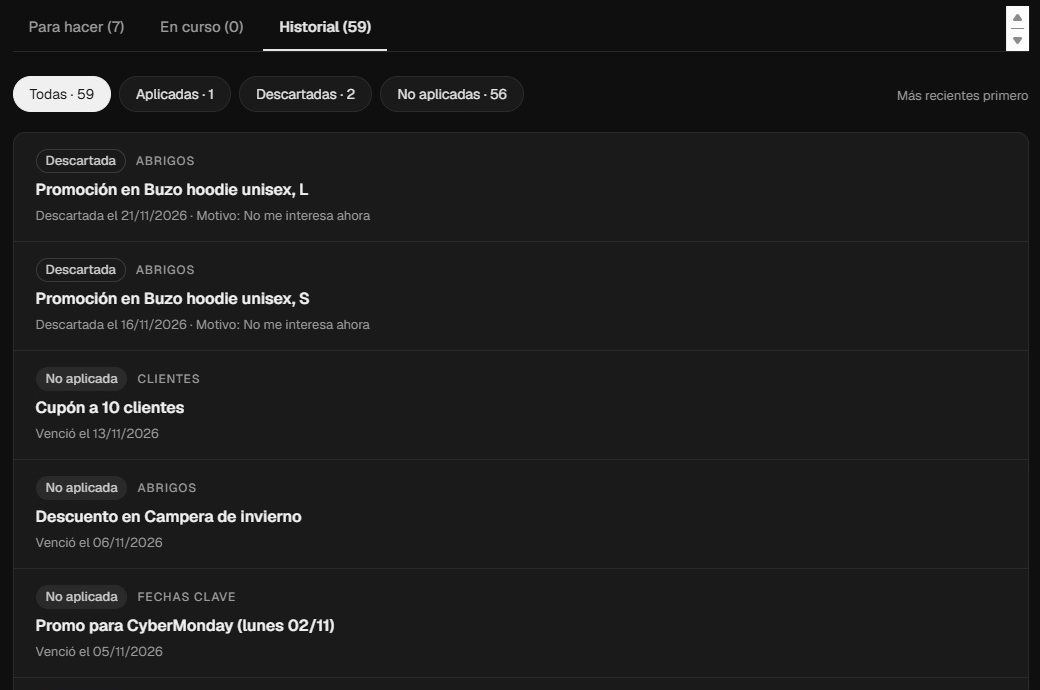 Para hacer (7) En curso (0) Historial (59)
Todas · 59 Aplicadas · 1 Descartadas · 2 No aplicadas · 56 Más recientes primero
Descartada ABRIGOS
Promoción en Buzo hoodie unisex, L
Descartada el 21/11/2026 · Motivo: No me interesa ahora
Descartada ABRIGOS
Promoción en Buzo hoodie unisex, S
Descartada el 16/11/2026 · Motivo: No me interesa ahora
No aplicada CLIENTES
Cupón a 10 clientes
Venció el 13/11/2026
No aplicada ABRIGOS
Descuento en Campera de invierno
Venció el 06/11/2026
No aplicada FECHAS CLAVE
Promo para CyberMonday (lunes 02/11)
Venció el 05/11/2026